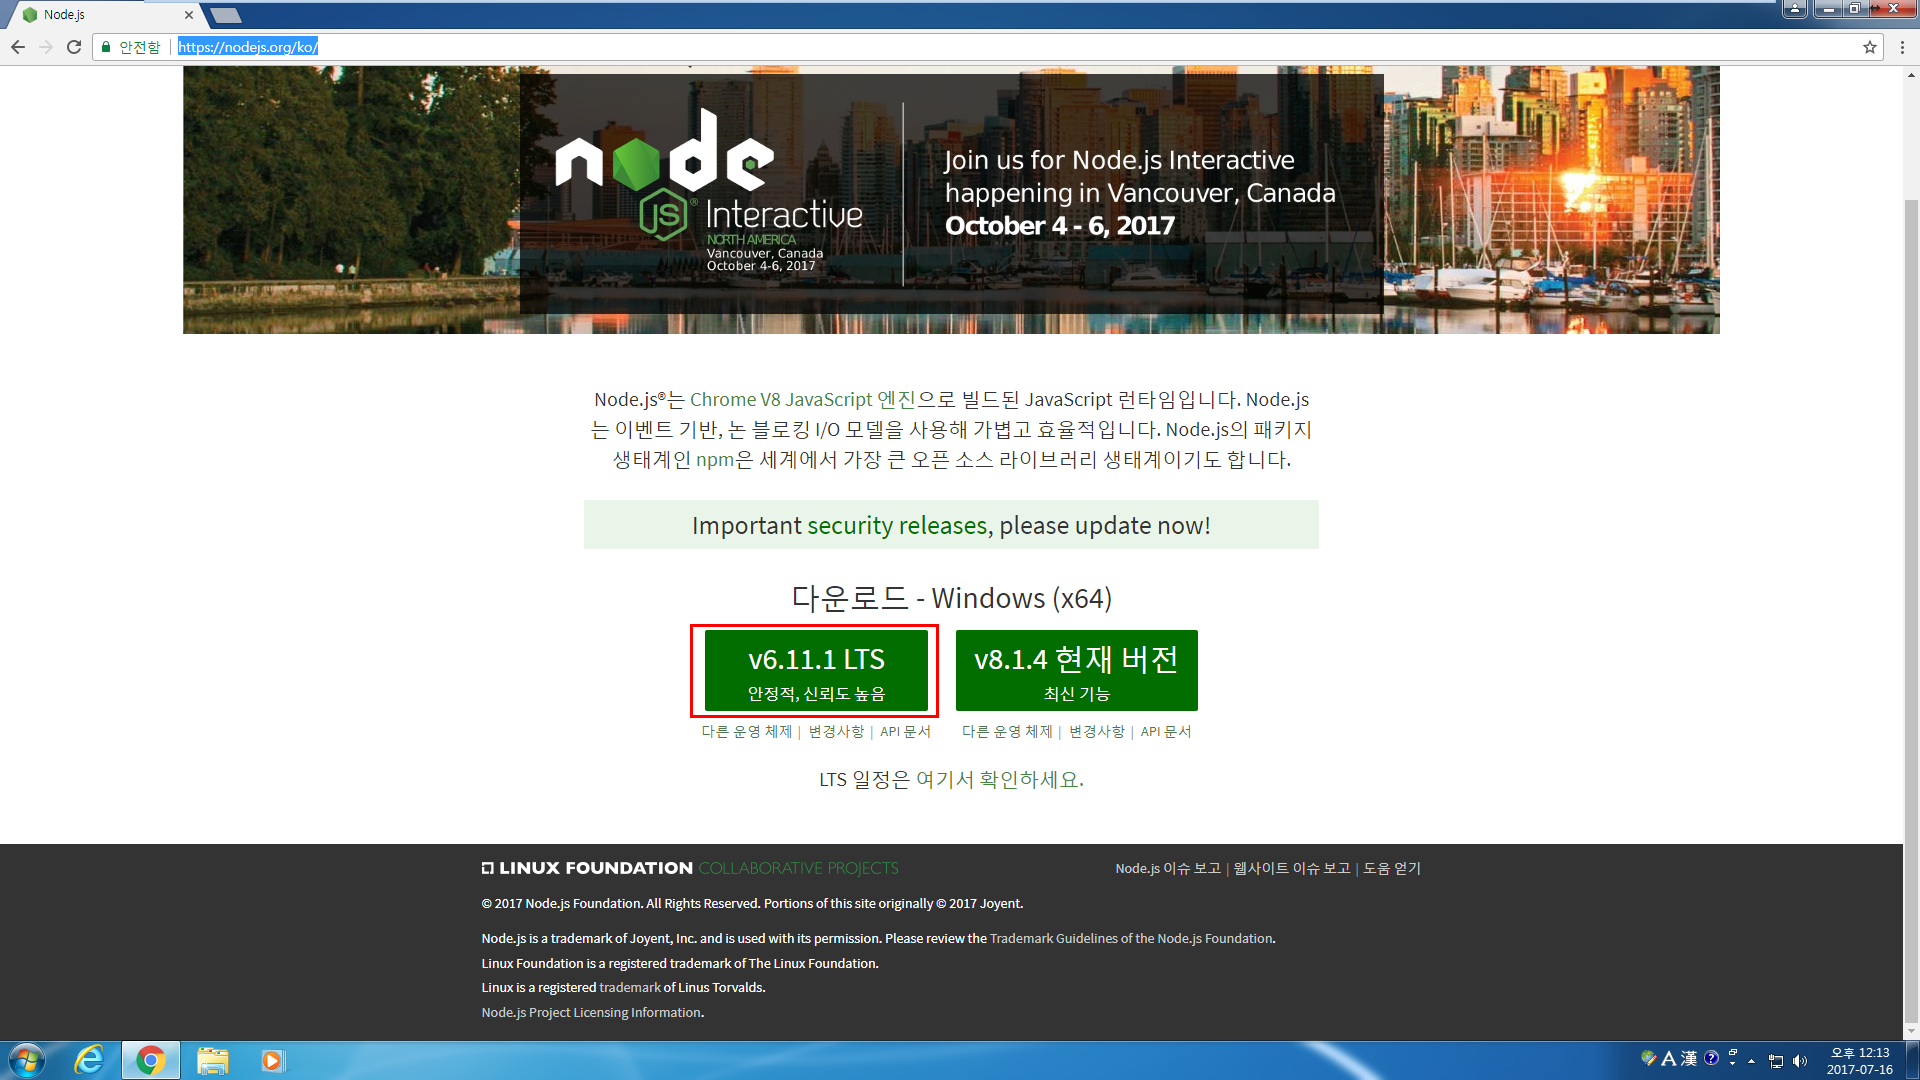 Node.js
안전함
https://nodejs.org/ko/
node
JS
Interactive
NORTH AMERICA
Vancouver, Canada
October 4-6, 2017
Join us for Node.js Interactive
happening in Vancouver, Canada
October 4 - 6, 2017
Node.js®는 Chrome V8 JavaScript 엔진으로 빌드된 JavaScript 런타임입니다. Node.js
는 이벤트 기반, 논 블로킹 I/O 모델을 사용해 가볍고 효율적입니다. Node.js의 패키지
생태계인 npm은 세계에서 가장 큰 오픈 소스 라이브러리 생태계이기도 합니다.
Important security releases, please update now!
다운로드 - Windows (x64)
v6.11.1 LTS
안정적, 신뢰도 높음
v8.1.4 현재 버전
최신 기능
다른 운영 체제 | 변경사항 | API 문서
다른 운영 체제 | 변경사항 | API 문서
LTS 일정은 여기서 확인하세요.
LINUX FOUNDATION COLLABORATIVE PROJECTS
Node.js 이슈 보고 | 웹사이트 이슈 보고 | 도움 얻기
© 2017 Node.js Foundation. All Rights Reserved. Portions of this site originally © 2017 Joyent.
Node.js is a trademark of Joyent, Inc. and is used with its permission. Please review the Trademark Guidelines of the Node.js Foundation.
Linux Foundation is a registered trademark of The Linux Foundation.
Linux is a registered trademark of Linus Torvalds.
Node.js Project Licensing Information.
A 漢
오후 12:13
2017-07-16